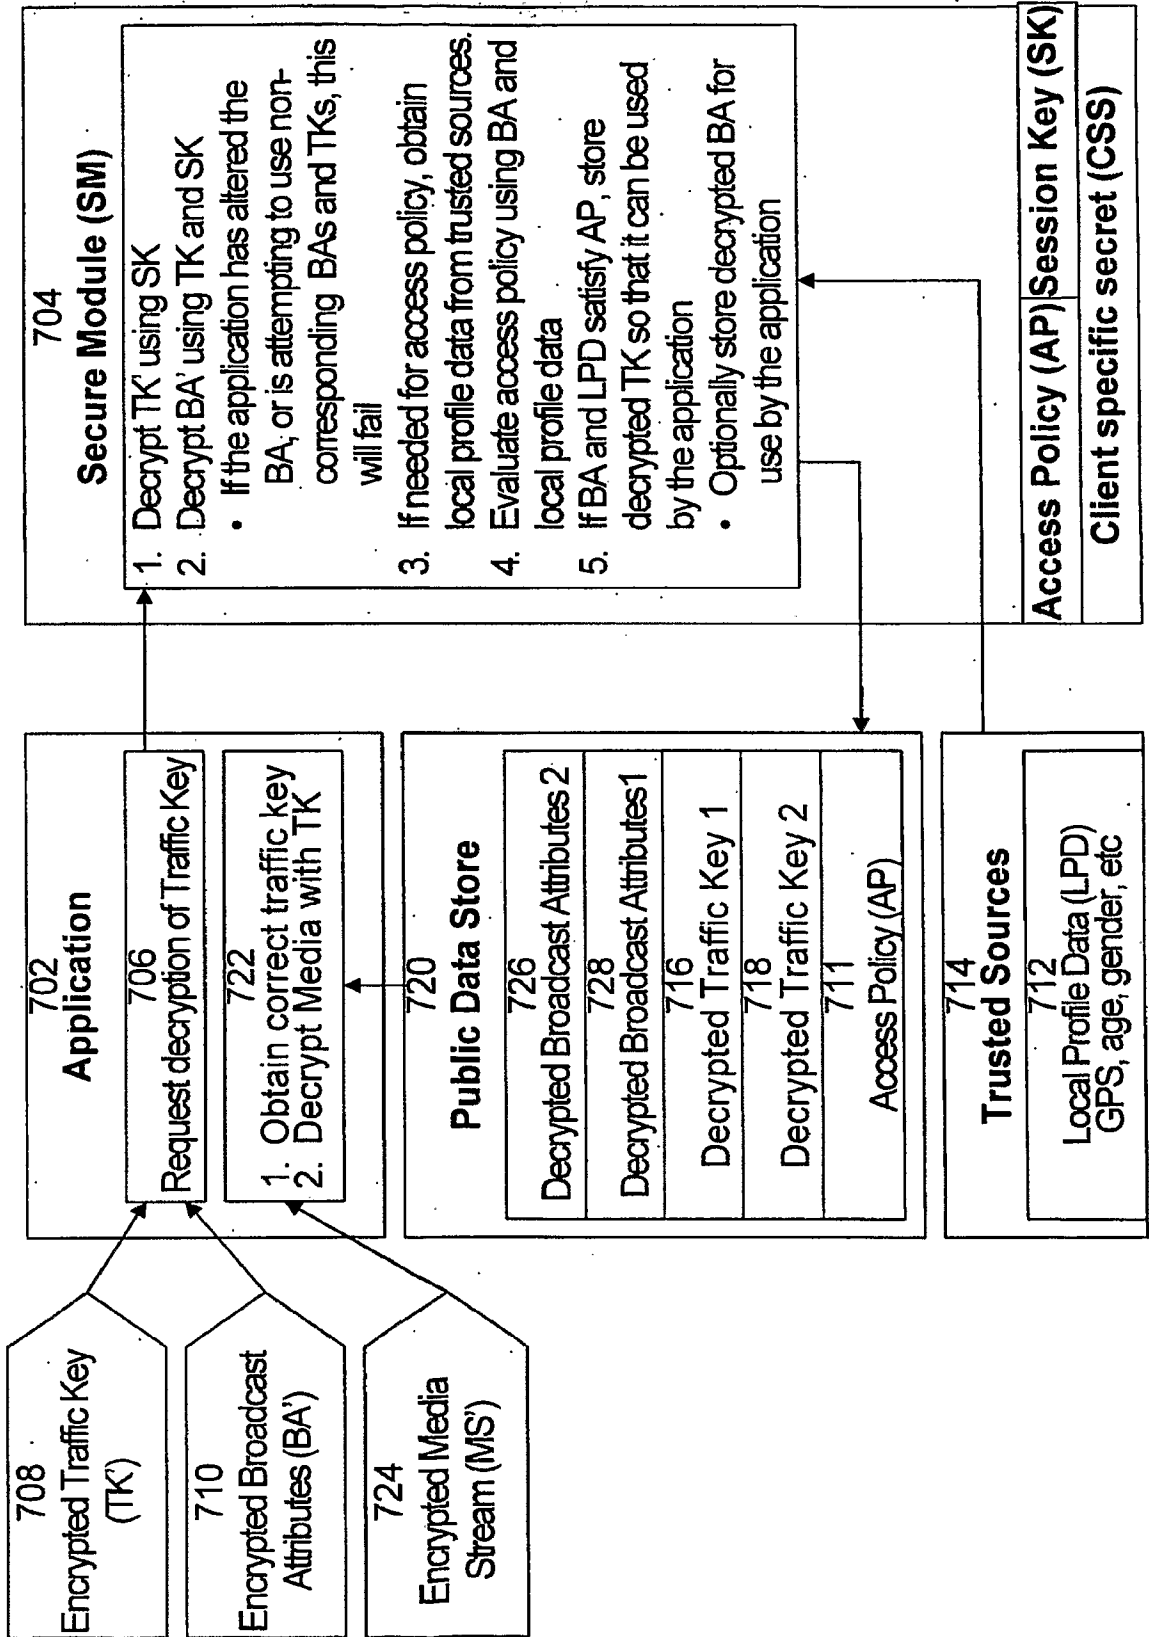 708
Encrypted Traffic Key
(TK')
710
Encrypted Broadcast
Attributes (BA')
724
Encrypted Media
Stream (MS')
702
Application
706
Request decryption of Traffic Key
722
1. Obtain correct traffic key
2. Decrypt Media with TK
720
Public Data Store
726
Decrypted Broadcast Attributes 2
728
Decrypted Broadcast Attributes1
716
Decrypted Traffic Key 1
718
Decrypted Traffic Key 2
711
Access Policy (AP)
714
Trusted Sources
712
Local Profile Data (LPD)
GPS, age, gender, etc
704
Secure Module (SM)
1. Decrypt TK' using SK
2. Decrypt BA' using TK and SK
• If the application has altered the
BA, or is attempting to use non-
corresponding BAs and TKs, this
will fail
3. If needed for access policy, obtain
local profile data from trusted sources.
4. Evaluate access policy using BA and
local profile data
5. If BA and LPD satisfy AP, store
decrypted TK so that it can be used
by the application
• Optionally store decrypted BA for
use by the application
Access Policy (AP)
Session Key (SK)
Client specific secret (CSS)